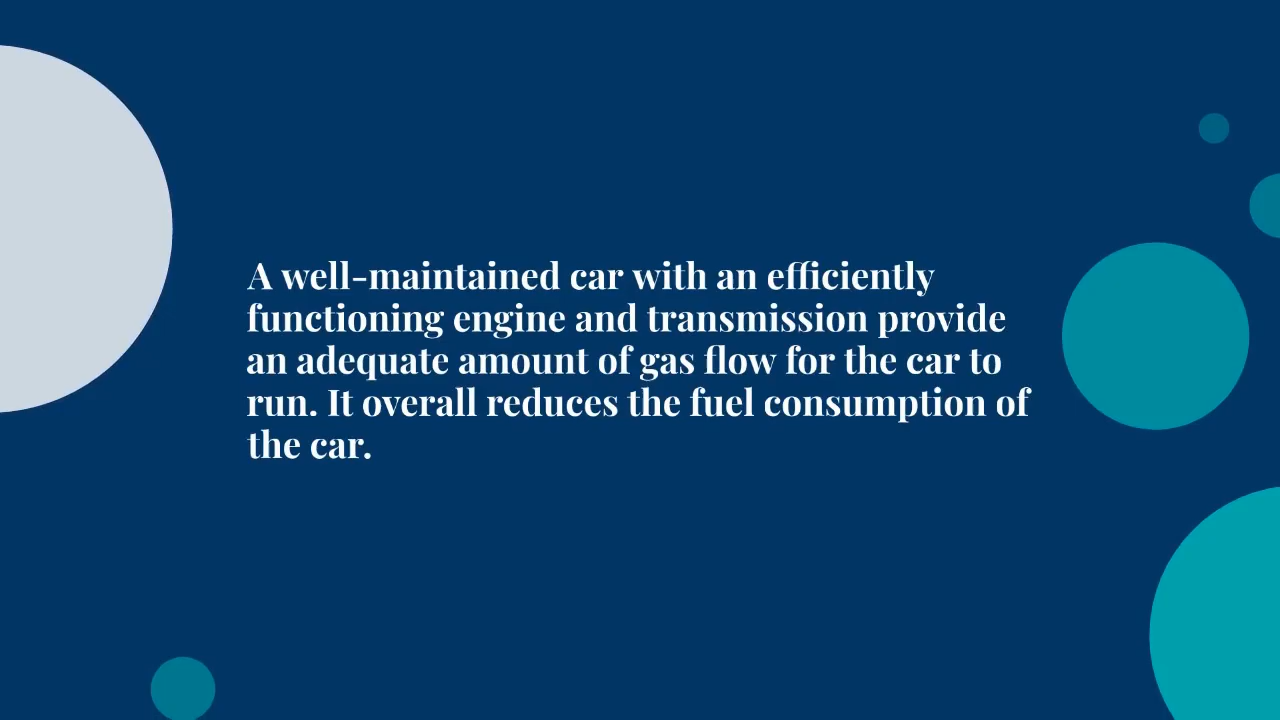 A well-maintained car with an efficiently
functioning engine and transmission provide
an adequate amount of gas flow for the car to
run. It overall reduces the fuel consumption of
the car.